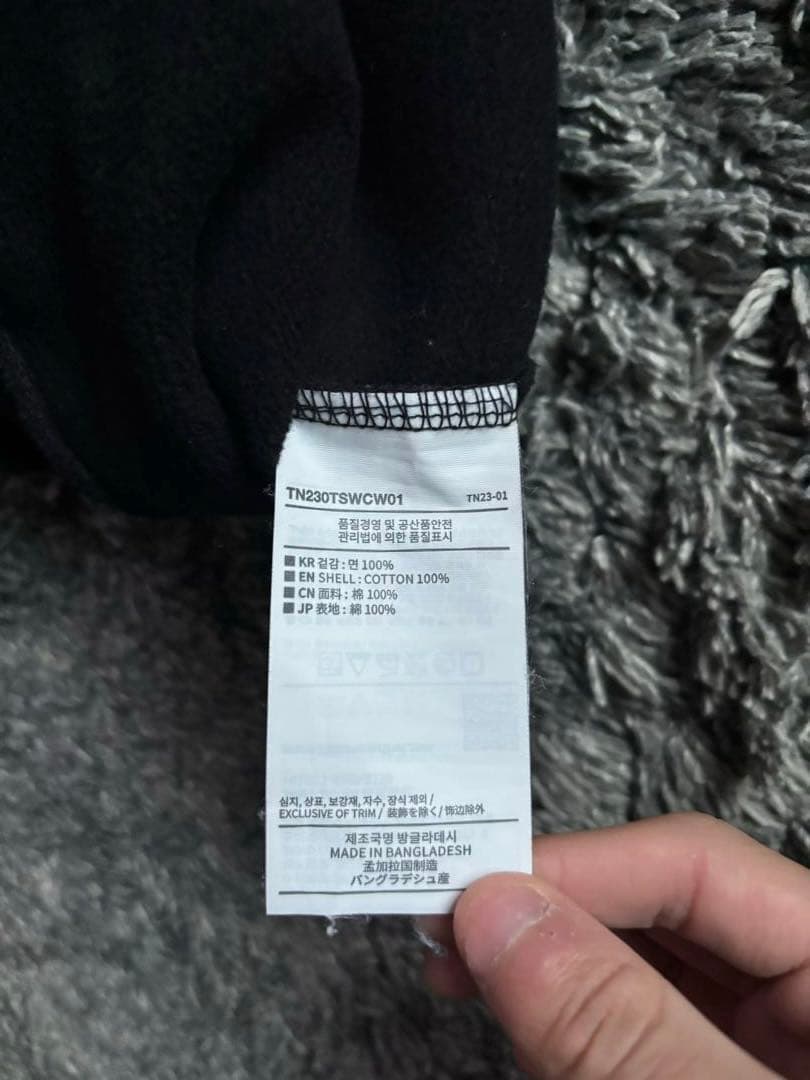 TN230TSWCW01 TN23-01
품질경영 및 공산품안전
관리법에 의한 품질표시
KR 겉감 : 면 100%
EN SHELL : COTTON 100%
CN 面料 : 棉 100%
JP 表地 : 綿 100%
심지, 상표, 보강재, 자수, 장식 제외 /
EXCLUSIVE OF TRIM / 装飾を除く / 饰边除外
제조국명 방글라데시
MADE IN BANGLADESH
孟加拉国制造
バングラデシュ産